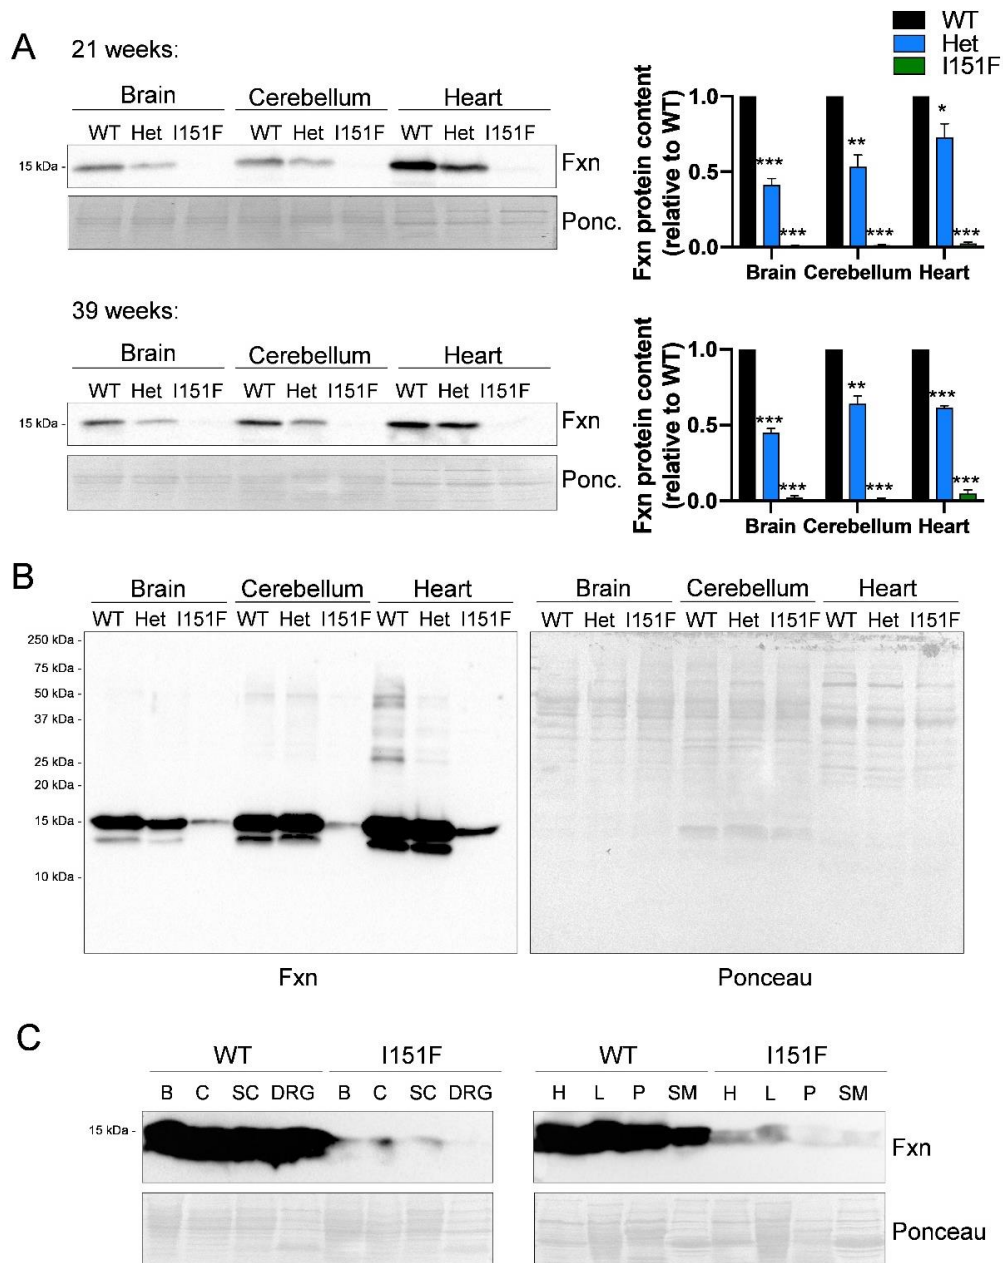 WT
Het
I151F
A
21 weeks:
Brain Cerebellum Heart
WT Het I151F WT Het I151F WT Het I151F
15 kDa - Fxn
Ponc.
Fxn protein content
(relative to WT)
1.0
0.5
0.0
*** *** ** *** * ***
Brain Cerebellum Heart
39 weeks:
Brain Cerebellum Heart
WT Het I151F WT Het I151F WT Het I151F
15 kDa - Fxn
Ponc.
Fxn protein content
(relative to WT)
1.0
0.5
0.0
*** *** ** *** *** ***
Brain Cerebellum Heart
B
Brain Cerebellum Heart
WT Het I151F WT Het I151F WT Het I151F
250 kDa -
75 kDa -
50 kDa -
37 kDa -
25 kDa -
20 kDa -
15 kDa -
10 kDa -
Fxn
Brain Cerebellum Heart
WT Het I151F WT Het I151F WT Het I151F
Ponceau
C
WT I151F WT I151F
B C SC DRG B C SC DRG H L P SM H L P SM
15 kDa - Fxn
Ponceau